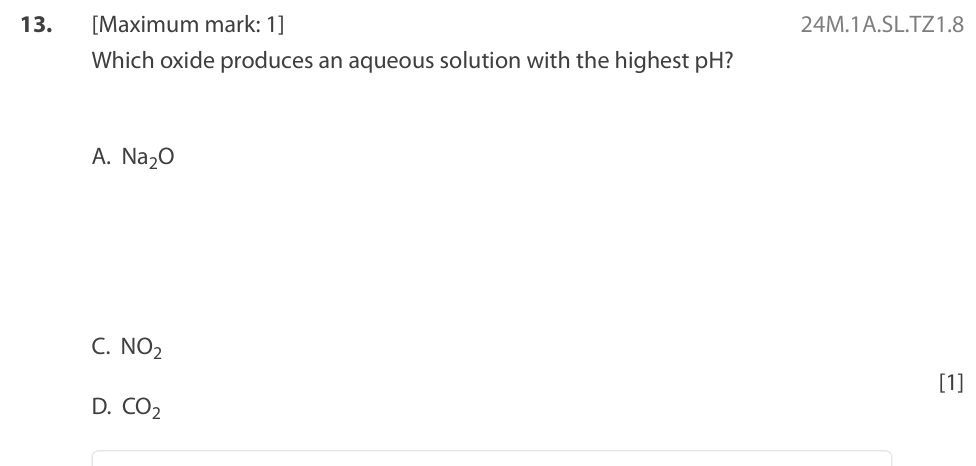 13. [Maximum mark: 1] 24M.1A.SL.TZ1.8
Which oxide produces an aqueous solution with the highest pH?
A. Na₂O
C. NO₂
[1]
D. CO₂